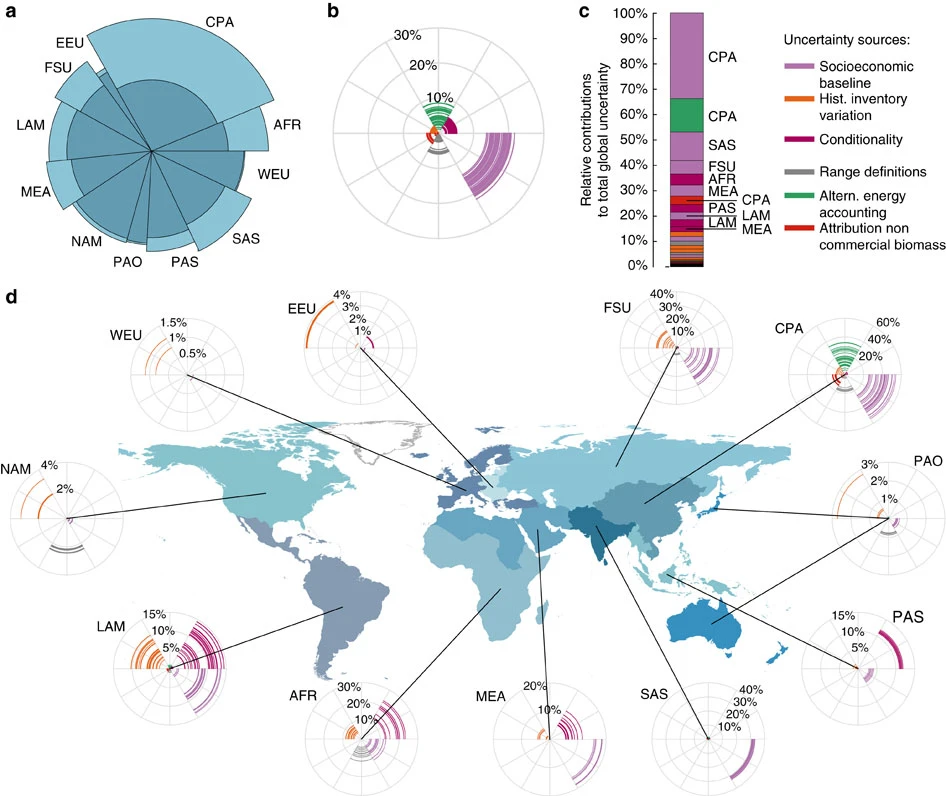 a
CPA
EEU
FSU
LAM
AFR
WEU
MEA
NAM
PAO
PAS
SAS
b
30%
20%
10%
c
Relative contributions
to total global uncertainty
100%
90%
80%
70%
60%
50%
40%
30%
20%
10%
0%
CPA
CPA
SAS
FSU
AFR
MEA
CPA
PAS
LAM
LAM
MEA
Uncertainty sources:
Socioeconomic
baseline
Hist. inventory
variation
Conditionality
Range definitions
Altern. energy
accounting
Attribution non
commercial biomass
d
WEU
1.5%
1%
0.5%
EEU
4%
3%
2%
1%
FSU
40%
30%
20%
10%
CPA
60%
40%
20%
NAM
4%
2%
PAO
3%
2%
1%
LAM
15%
10%
5%
AFR
30%
20%
10%
MEA
20%
10%
SAS
40%
30%
20%
10%
PAS
15%
10%
5%